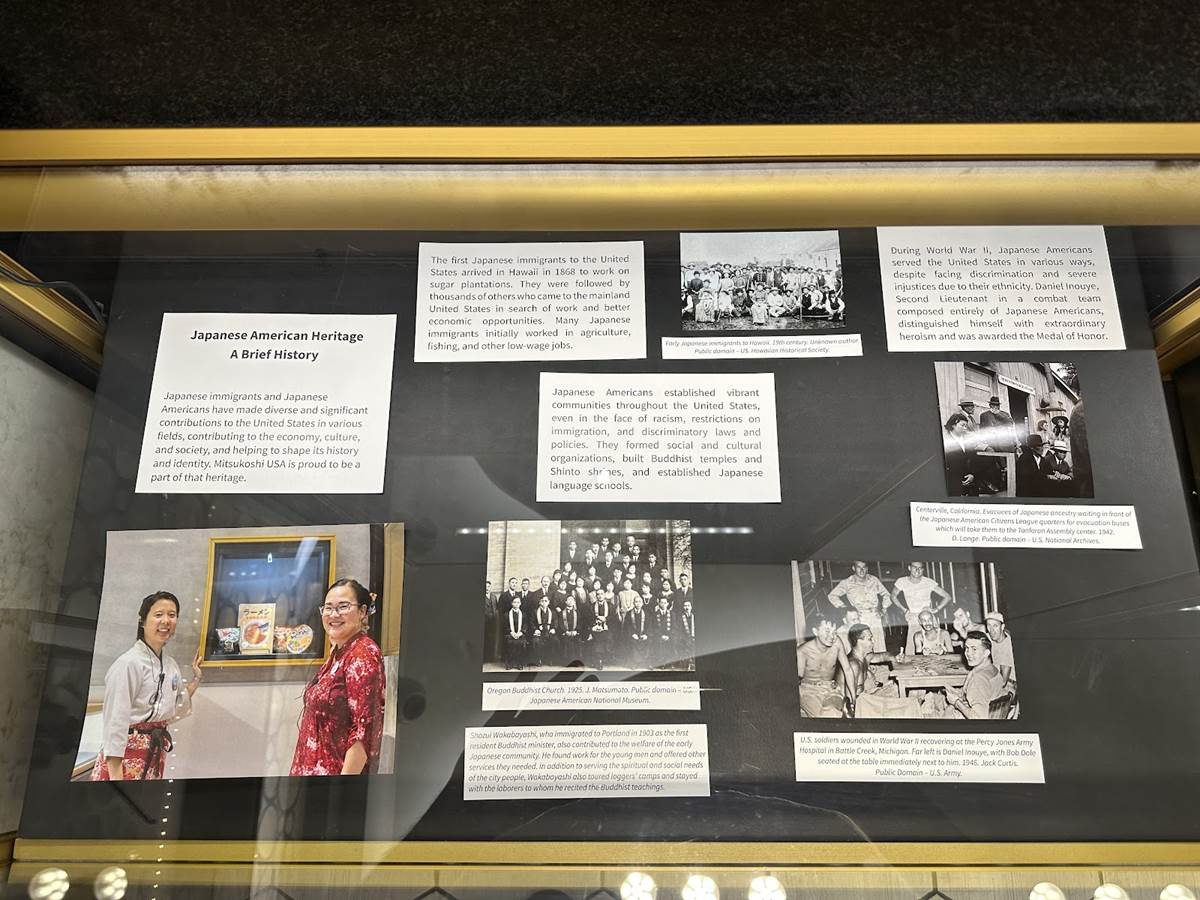 Japanese American Heritage
A Brief History
Japanese immigrants and Japanese
Americans have made diverse and significant
contributions to the United States in various
fields, contributing to the economy, culture,
and society, and helping to shape its history
and identity. Mitsukoshi USA is proud to be a
part of that heritage.
The first Japanese immigrants to the United
States arrived in Hawaii in 1868 to work on
sugar plantations. They were followed by
thousands of others who came to the mainland
United States in search of work and better
economic opportunities. Many Japanese
immigrants initially worked in agriculture,
fishing, and other low-wage jobs.
Early Japanese immigrants to Hawaii. 19th century. Unknown author.
Public domain – US. Hawaiian Historical Society.
During World War II, Japanese Americans
served the United States in various ways,
despite facing discrimination and severe
injustices due to their ethnicity. Daniel Inouye,
Second Lieutenant in a combat team
composed entirely of Japanese Americans,
distinguished himself with extraordinary
heroism and was awarded the Medal of Honor.
Japanese Americans established vibrant
communities throughout the United States,
even in the face of racism, restrictions on
immigration, and discriminatory laws and
policies. They formed social and cultural
organizations, built Buddhist temples and
Shinto shrines, and established Japanese
language schools.
Centerville, California. Evacuees of Japanese ancestry waiting in front of
the Japanese American Citizens League quarters for evacuation buses
which will take them to the Tanforan Assembly center. 1942.
D. Lange. Public domain – U.S. National Archives.
ラーメン
Oregon Buddhist Church. 1925. J. Matsumoto. Public domain – US.
Japanese American National Museum.
Shozui Wakabayashi, who immigrated to Portland in 1903 as the first
resident Buddhist minister, also contributed to the welfare of the early
Japanese community. He found work for the young men and offered other
services they needed. In addition to serving the spiritual and social needs
of the city people, Wakabayashi also toured loggers' camps and stayed
with the laborers to whom he recited the Buddhist teachings.
U.S. soldiers wounded in World War II recovering at the Percy Jones Army
Hospital in Battle Creek, Michigan. Far left is Daniel Inouye, with Bob Dole
seated at the table immediately next to him. 1946. Jack Curtis.
Public Domain – U.S. Army.